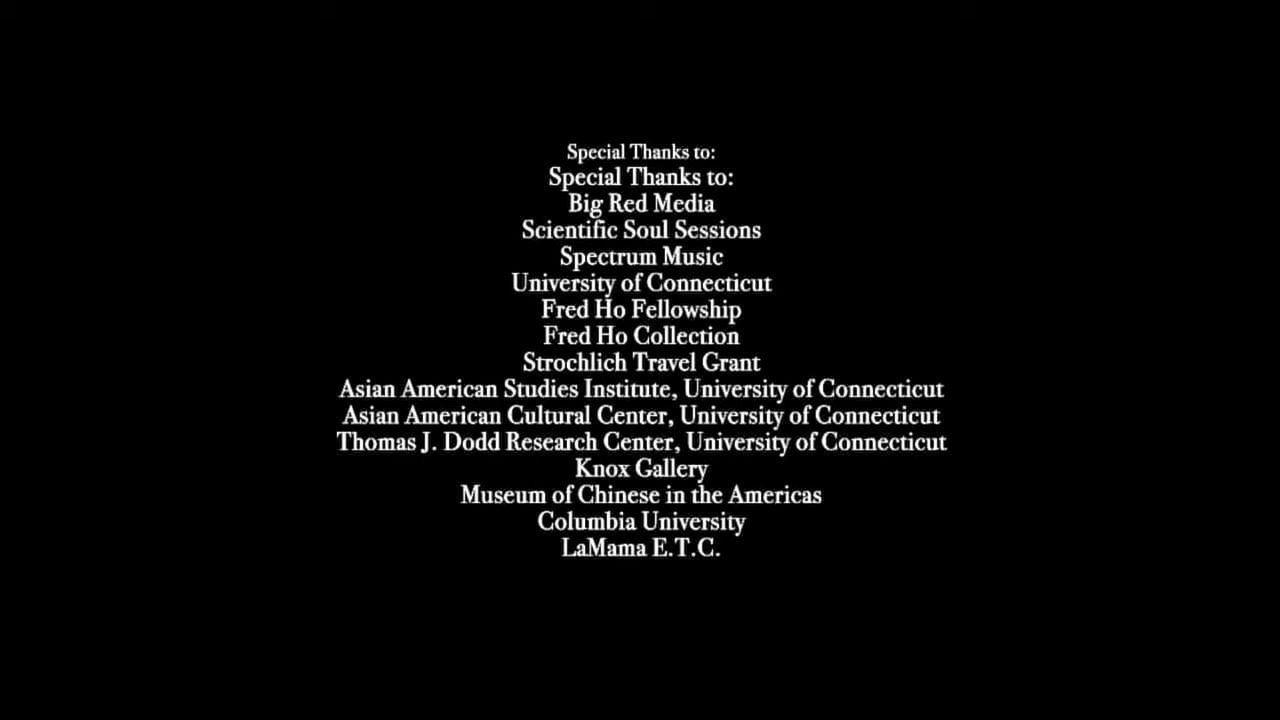 Special Thanks to:
Special Thanks to:
Big Red Media
Scientific Soul Sessions
Spectrum Music
University of Connecticut
Fred Ho Fellowship
Fred Ho Collection
Strochlich Travel Grant
Asian American Studies Institute, University of Connecticut
Asian American Cultural Center, University of Connecticut
Thomas J. Dodd Research Center, University of Connecticut
Knox Gallery
Museum of Chinese in the Americas
Columbia University
LaMama E.T.C.